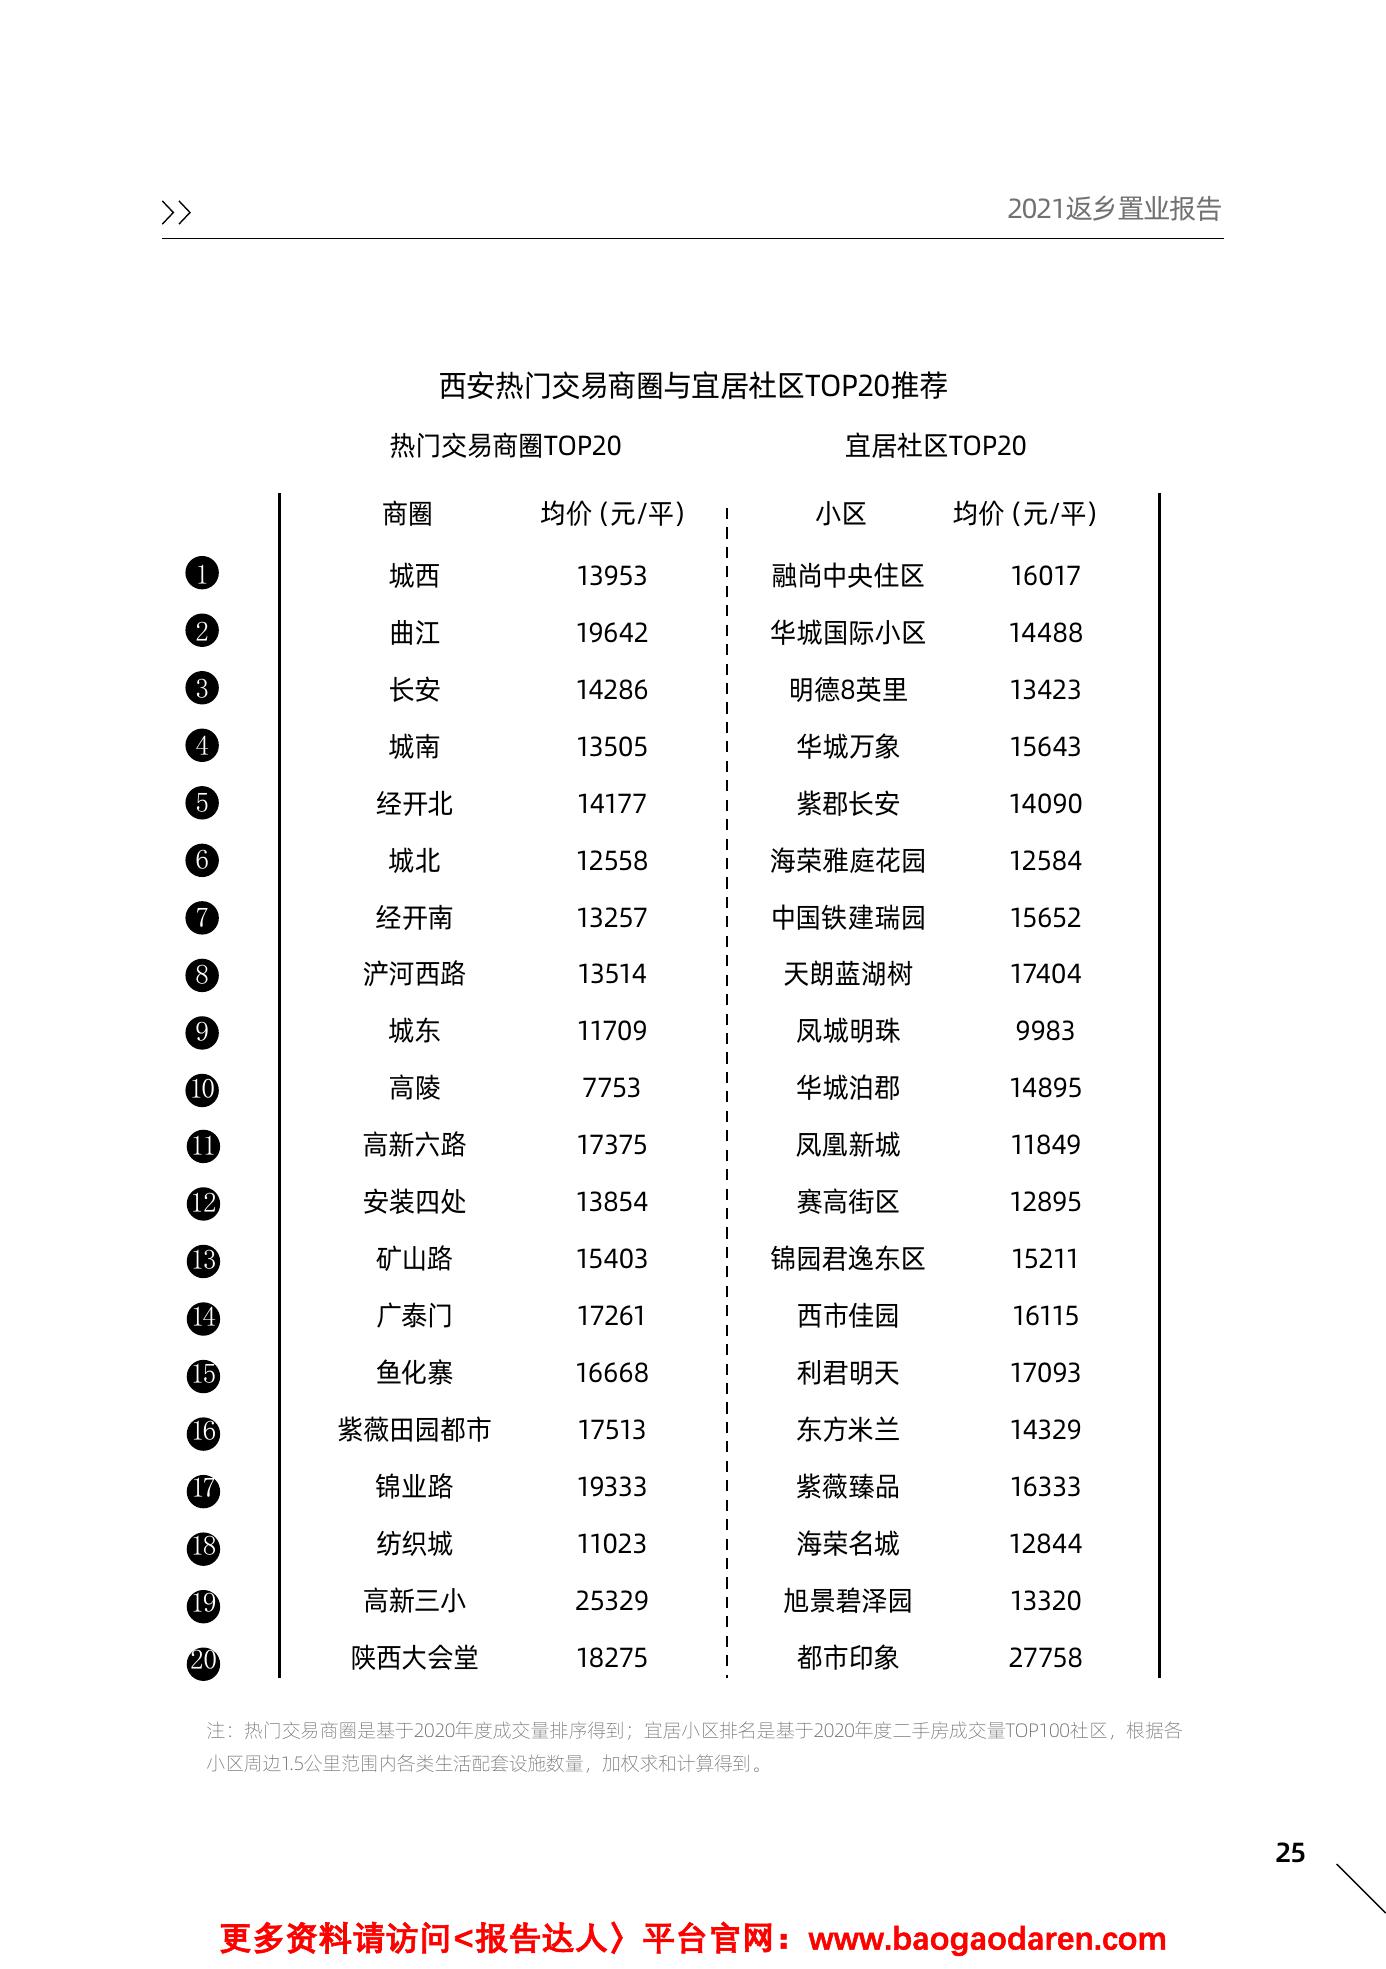 2021返乡置业报告
西安热门交易商圈与宜居社区TOP20推荐
热门交易商圈TOP20 宜居社区TOP20
商圈 均价 (元/平) 小区 均价 (元/平)
1 城西 13953 融尚中央住区 16017
2 曲江 19642 华城国际小区 14488
3 长安 14286 明德8英里 13423
4 城南 13505 华城万象 15643
5 经开北 14177 紫郡长安 14090
6 城北 12558 海荣雅庭花园 12584
7 经开南 13257 中国铁建瑞园 15652
8 浐河西路 13514 天朗蓝湖树 17404
9 城东 11709 凤城明珠 9983
10 高陵 7753 华城泊郡 14895
11 高新六路 17375 凤凰新城 11849
12 安装四处 13854 赛高街区 12895
13 矿山路 15403 锦园君逸东区 15211
14 广泰门 17261 西市佳园 16115
15 鱼化寨 16668 利君明天 17093
16 紫薇田园都市 17513 东方米兰 14329
17 锦业路 19333 紫薇臻品 16333
18 纺织城 11023 海荣名城 12844
19 高新三小 25329 旭景碧泽园 13320
20 陕西大会堂 18275 都市印象 27758
注：热门交易商圈是基于2020年度成交量排序得到；宜居小区排名是基于2020年度二手房成交量TOP100社区，根据各
小区周边1.5公里范围内各类生活配套设施数量，加权求和计算得到。
25
更多资料请访问<报告达人〉平台官网：www.baogaodaren.com